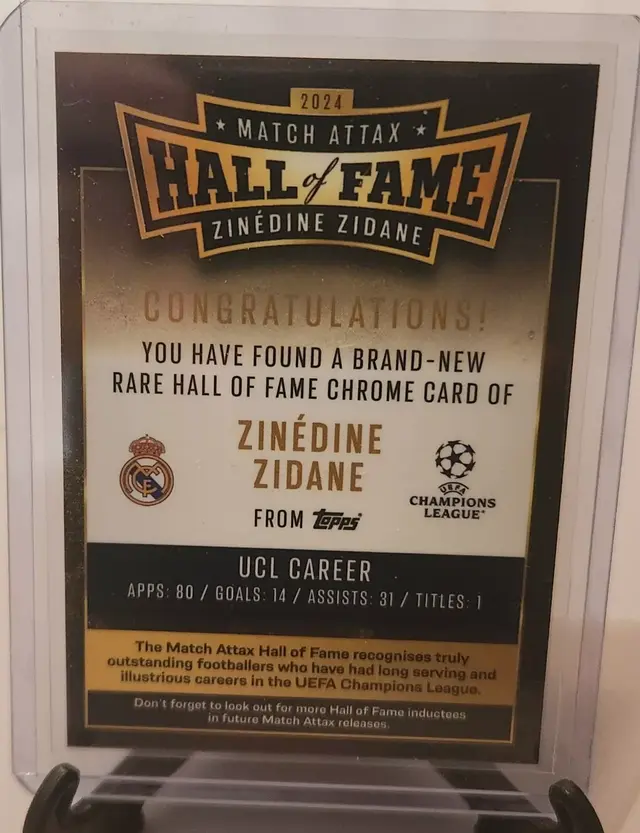 2024
★ MATCH ATTAX ★
HALL of FAME
ZINÉDINE ZIDANE
CONGRATULATIONS!
YOU HAVE FOUND A BRAND-NEW
RARE HALL OF FAME CHROME CARD OF
ZINÉDINE
ZIDANE
FROM Topps
UEFA
CHAMPIONS
LEAGUE
UCL CAREER
APPS: 80 / GOALS: 14 / ASSISTS: 31 / TITLES: 1
The Match Attax Hall of Fame recognises truly
outstanding footballers who have had long serving and
illustrious careers in the UEFA Champions League.
Don't forget to look out for more Hall of Fame inductees
in future Match Attax releases.